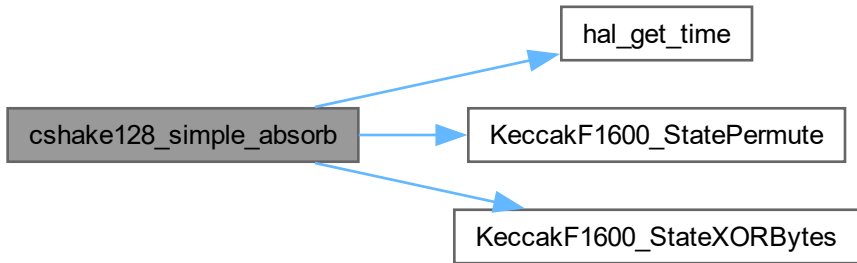 hal_get_time
cshake128_simple_absorb
KeccakF1600_StatePermute
KeccakF1600_StateXORBytes